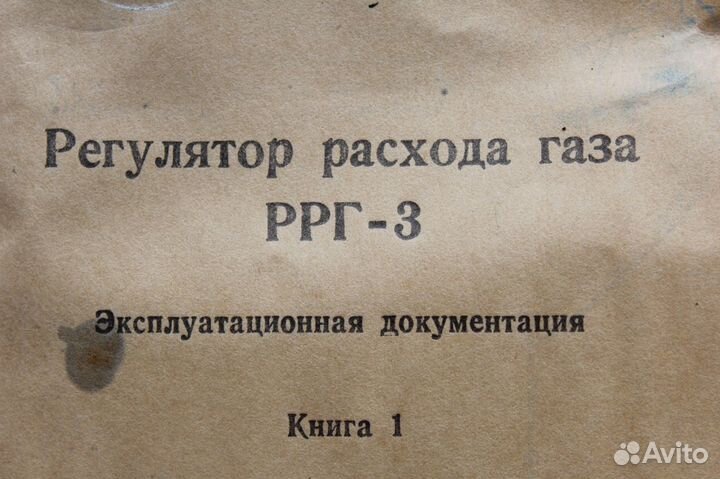 Регулятор расхода газа
РРГ-3
Эксплуатационная документация
Книга 1
Avito